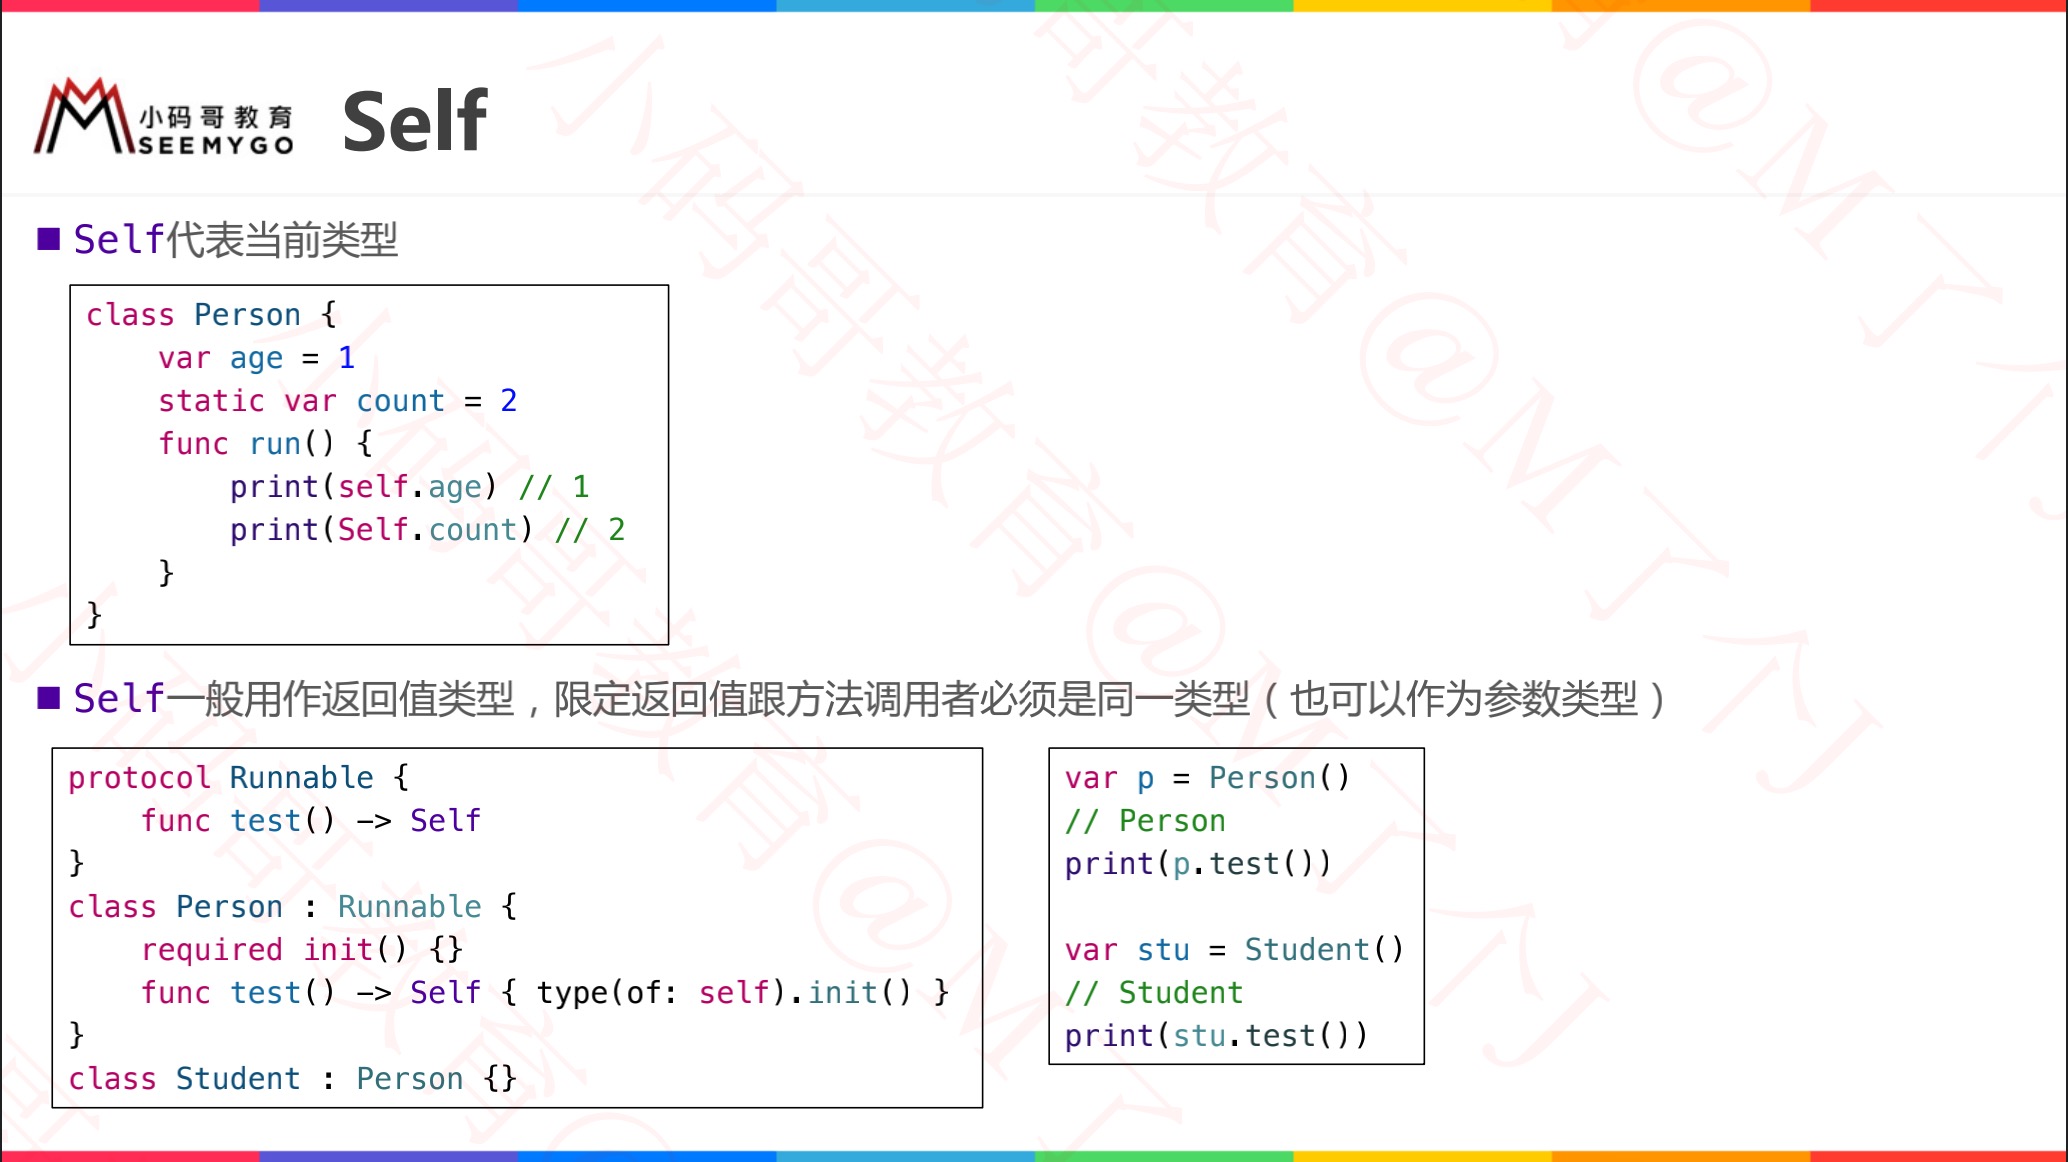 小码哥教育
SEEMYGO
Self
Self代表当前类型
class Person {
    var age = 1
    static var count = 2
    func run() {
        print(self.age) // 1
        print(Self.count) // 2
    }
}
Self一般用作返回值类型，限定返回值跟方法调用者必须是同一类型（也可以作为参数类型）
protocol Runnable {
    func test() -> Self
}
class Person : Runnable {
    required init() {}
    func test() -> Self { type(of: self).init() }
}
class Student : Person {}
var p = Person()
// Person
print(p.test())
var stu = Student()
// Student
print(stu.test())
小码哥教育@M了个J
小码哥教育@M了个J
小码哥教育@M了个J